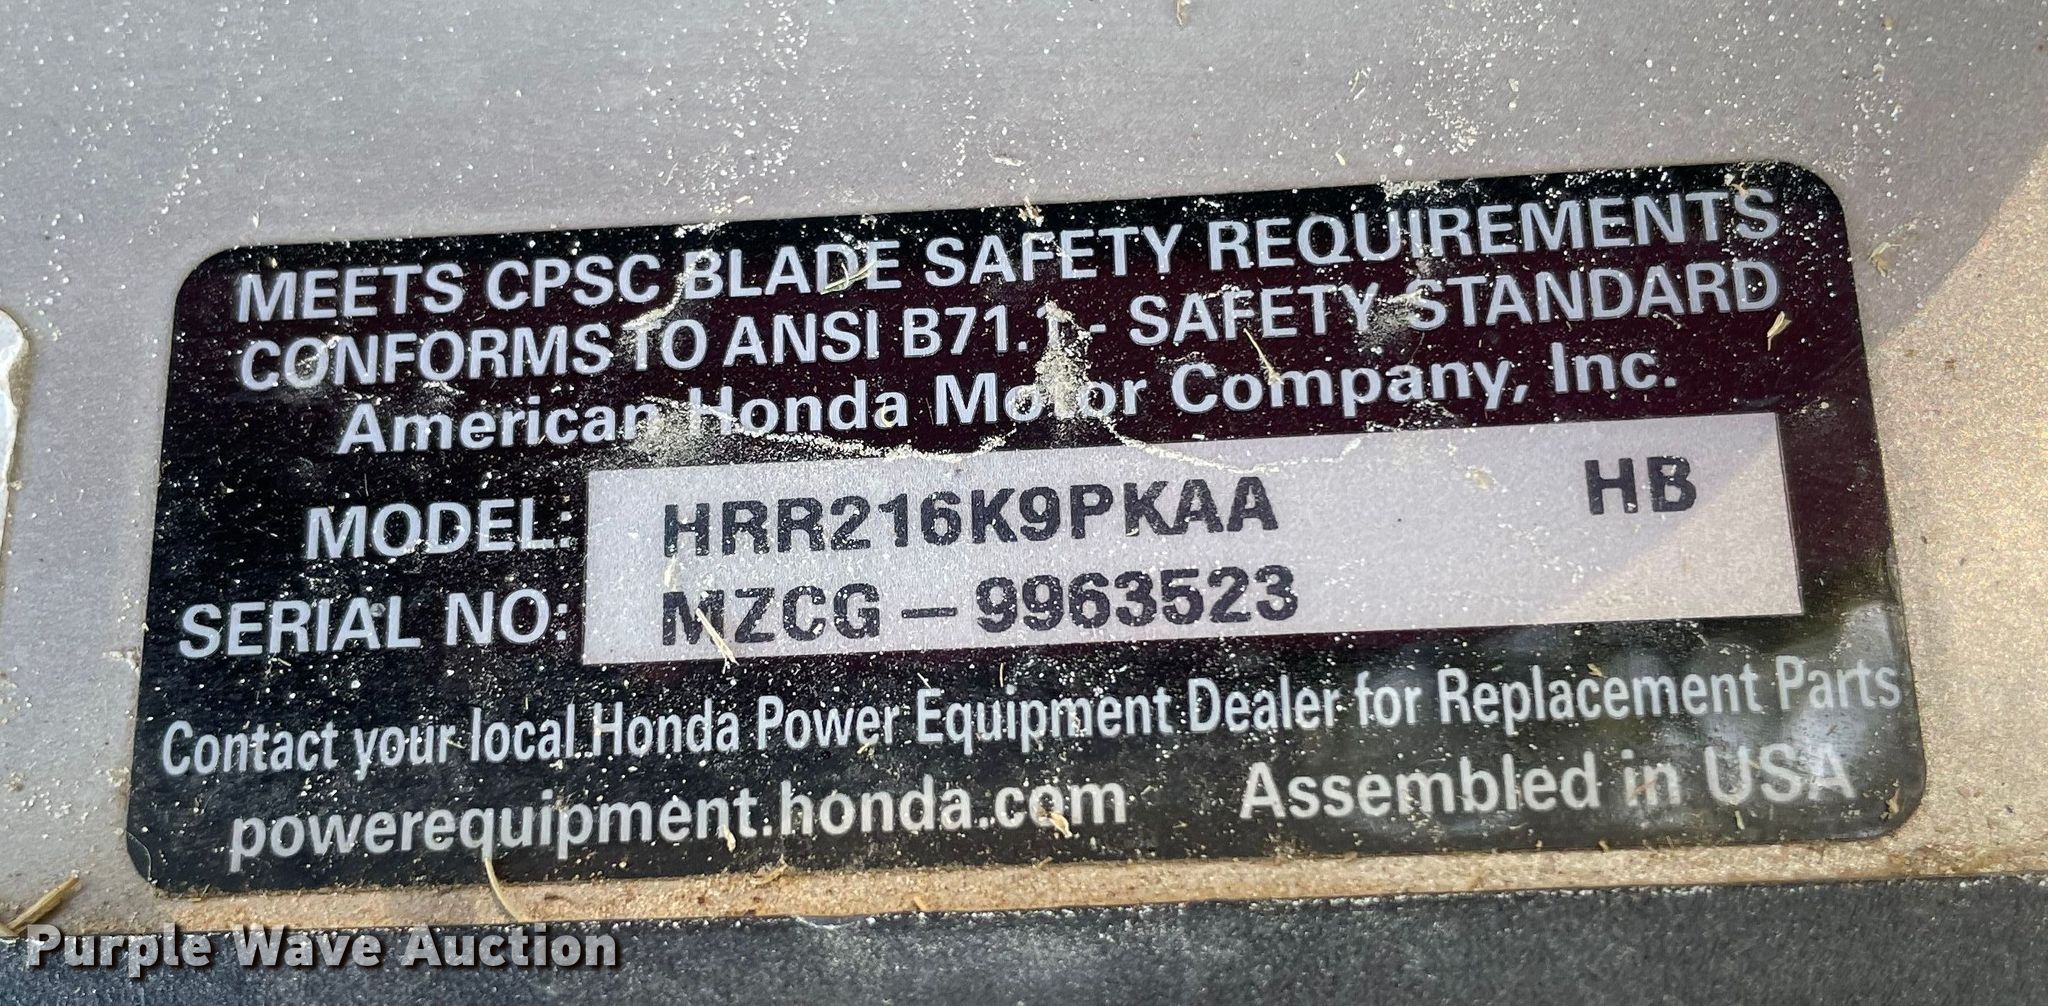 MEETS CPSC BLADE SAFETY REQUIREMENTS
CONFORMS TO ANSI B71.1 - SAFETY STANDARD
American Honda Motor Company, Inc.
MODEL: HRR216K9PKAA HB
SERIAL NO: MZCG-9963523
Contact your local Honda Power Equipment Dealer for Replacement Parts
powerequipment.honda.com Assembled in USA
Purple Wave Auction